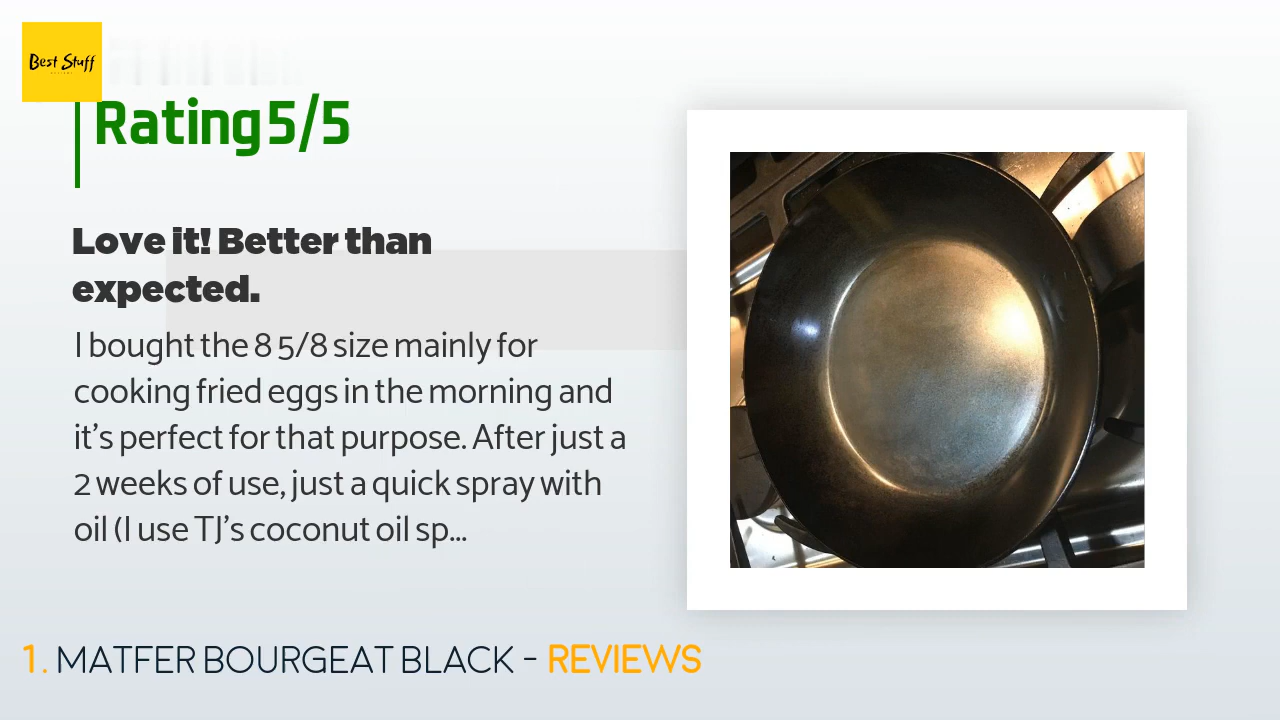 Best Stuff
Rating 5/5
Love it! Better than
expected.
I bought the 8 5/8 size mainly for
cooking fried eggs in the morning and
it's perfect for that purpose. After just a
2 weeks of use, just a quick spray with
oil (I use TJ's coconut oil sp...
1. MATFER BOURGEAT BLACK - REVIEWS